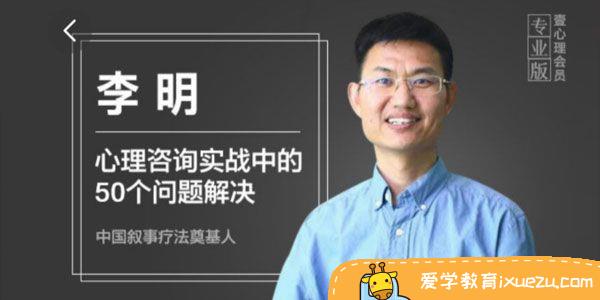 李明
心理咨询实战中的
50个问题解决
中国叙事疗法奠基人
壹心理会员
专业版
爱学教育ixuezu.com